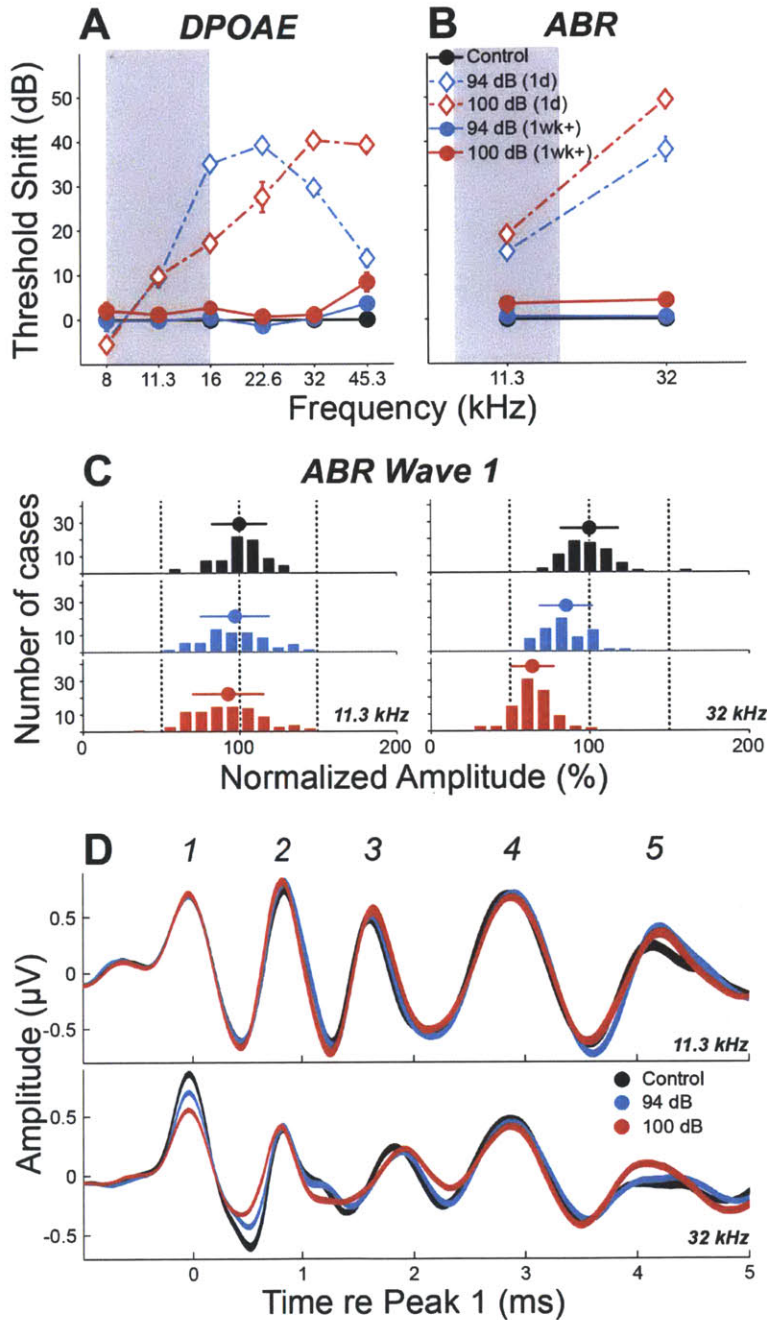 A DPOAE
B ABR
Control
94 dB (1d)
100 dB (1d)
94 dB (1wk+)
100 dB (1wk+)
Threshold Shift (dB)
50
40
30
20
10
0
8 11.3 16 22.6 32 45.3
11.3 32
Frequency (kHz)
C ABR Wave 1
Number of cases
30
10
30
10
30
10
11.3 kHz
32 kHz
0 100 200
0 100 200
Normalized Amplitude (%)
D 1 2 3 4 5
Amplitude (µV)
0.5
0
-0.5
11.3 kHz
Control
94 dB
100 dB
0.5
0
-0.5
32 kHz
0 1 2 3 4 5
Time re Peak 1 (ms)